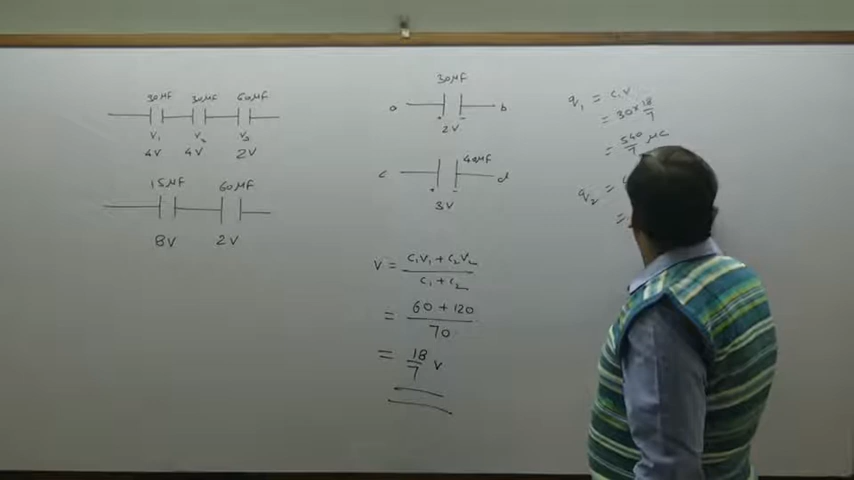 30μF 30μF 60μF
V₁ V₂ V₃
4V 4V 2V
15μF 60μF
8V 2V
30μF
a b
+ -
2V
40μF
c d
+ -
3V
V = C₁V₁ + C₂V₂ / C₁ + C₂
= 60 + 120 / 70
= 18/7 V
q₁ = C₁V
= 30 × 18/7
= 540/7 μC
q₂ =
=